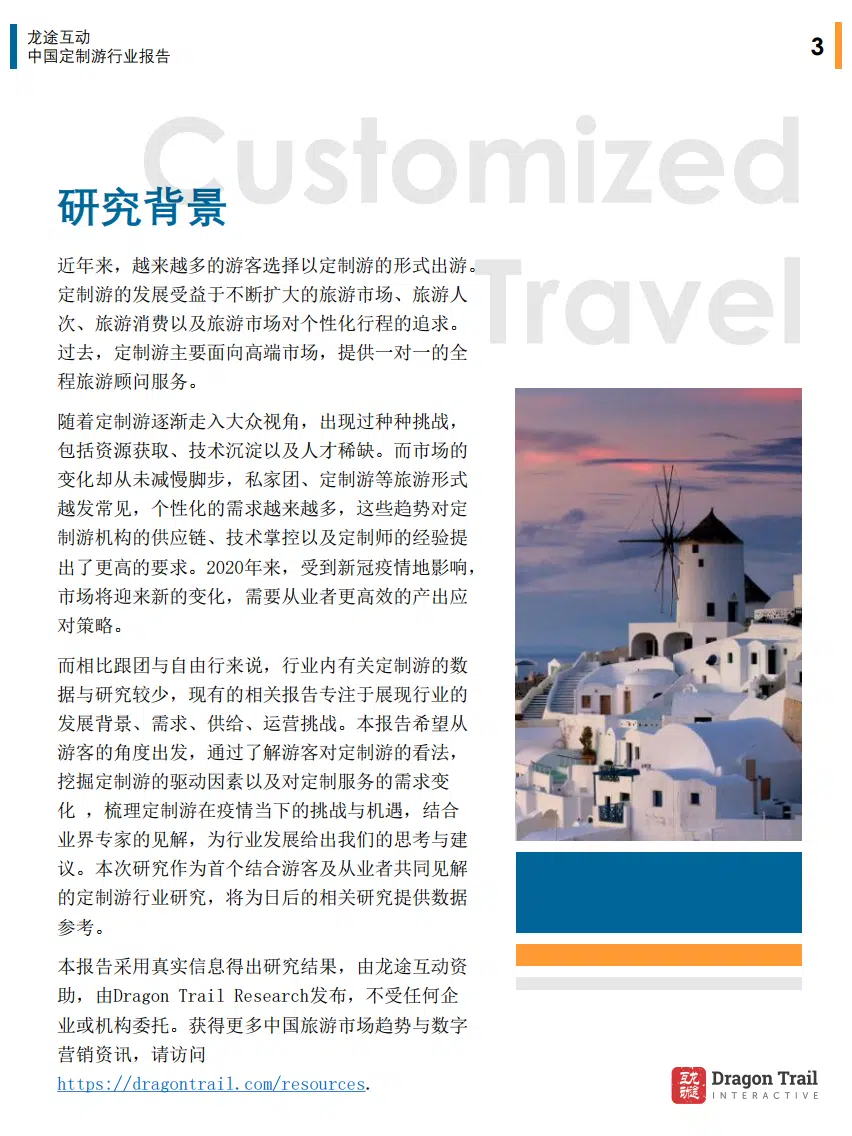 龙途互动
中国定制游行业报告
3
Customized
Travel
研究背景
近年来，越来越多的游客选择以定制游的形式出游。
定制游的发展受益于不断扩大的旅游市场、旅游人
次、旅游消费以及旅游市场对个性化行程的追求。
过去，定制游主要面向高端市场，提供一对一的全
程旅游顾问服务。
随着定制游逐渐走入大众视角，出现过种种挑战，
包括资源获取、技术沉淀以及人才稀缺。而市场的
变化却从未减慢脚步，私家团、定制游等旅游形式
越发常见，个性化的需求越来越多，这些趋势对定
制游机构的供应链、技术掌控以及定制师的经验提
出了更高的要求。2020年来，受到新冠疫情地影响，
市场将迎来新的变化，需要从业者更高效的产出应
对策略。
而相比跟团与自由行来说，行业内有关定制游的数
据与研究较少，现有的相关报告专注于展现行业的
发展背景、需求、供给、运营挑战。本报告希望从
游客的角度出发，通过了解游客对定制游的看法，
挖掘定制游的驱动因素以及对定制服务的需求变
化 ，梳理定制游在疫情当下的挑战与机遇，结合
业界专家的见解，为行业发展给出我们的思考与建
议。本次研究作为首个结合游客及从业者共同见解
的定制游行业研究，将为日后的相关研究提供数据
参考。
本报告采用真实信息得出研究结果，由龙途互动资
助，由Dragon Trail Research发布，不受任何企
业或机构委托。获得更多中国旅游市场趋势与数字
营销资讯，请访问
https://dragontrail.com/resources.
龙途互动
Dragon Trail
INTERACTIVE